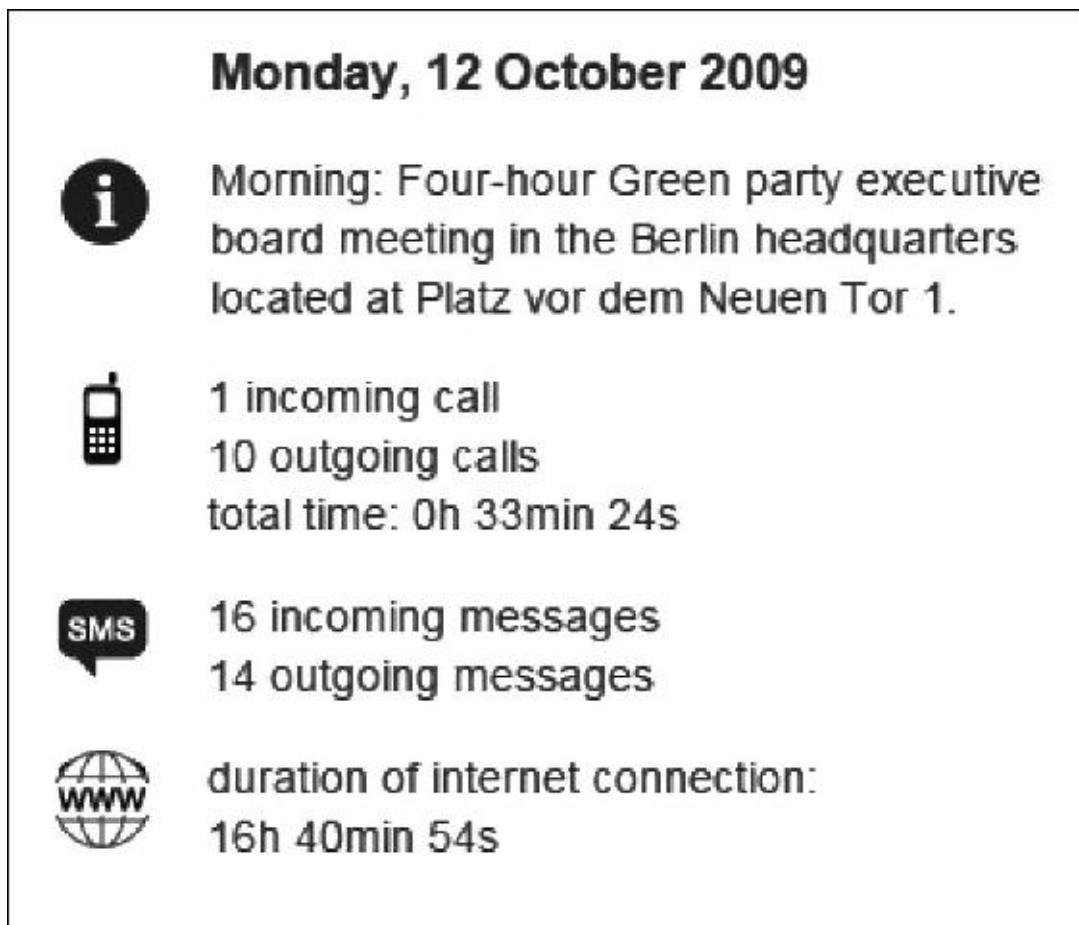 Monday, 12 October 2009
i
Morning: Four-hour Green party executive
board meeting in the Berlin headquarters
located at Platz vor dem Neuen Tor 1.
1 incoming call
10 outgoing calls
total time: 0h 33min 24s
SMS
16 incoming messages
14 outgoing messages
www
duration of internet connection:
16h 40min 54s